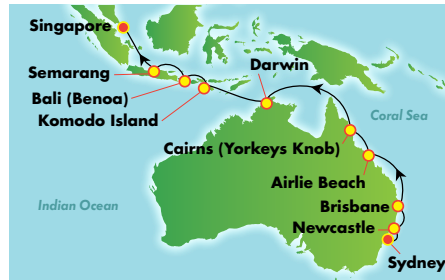 Singapore
Semarang
Bali (Benoa)
Komodo Island
Darwin
Coral Sea
Cairns (Yorkeys Knob)
Airlie Beach
Indian Ocean
Brisbane
Newcastle
Sydney